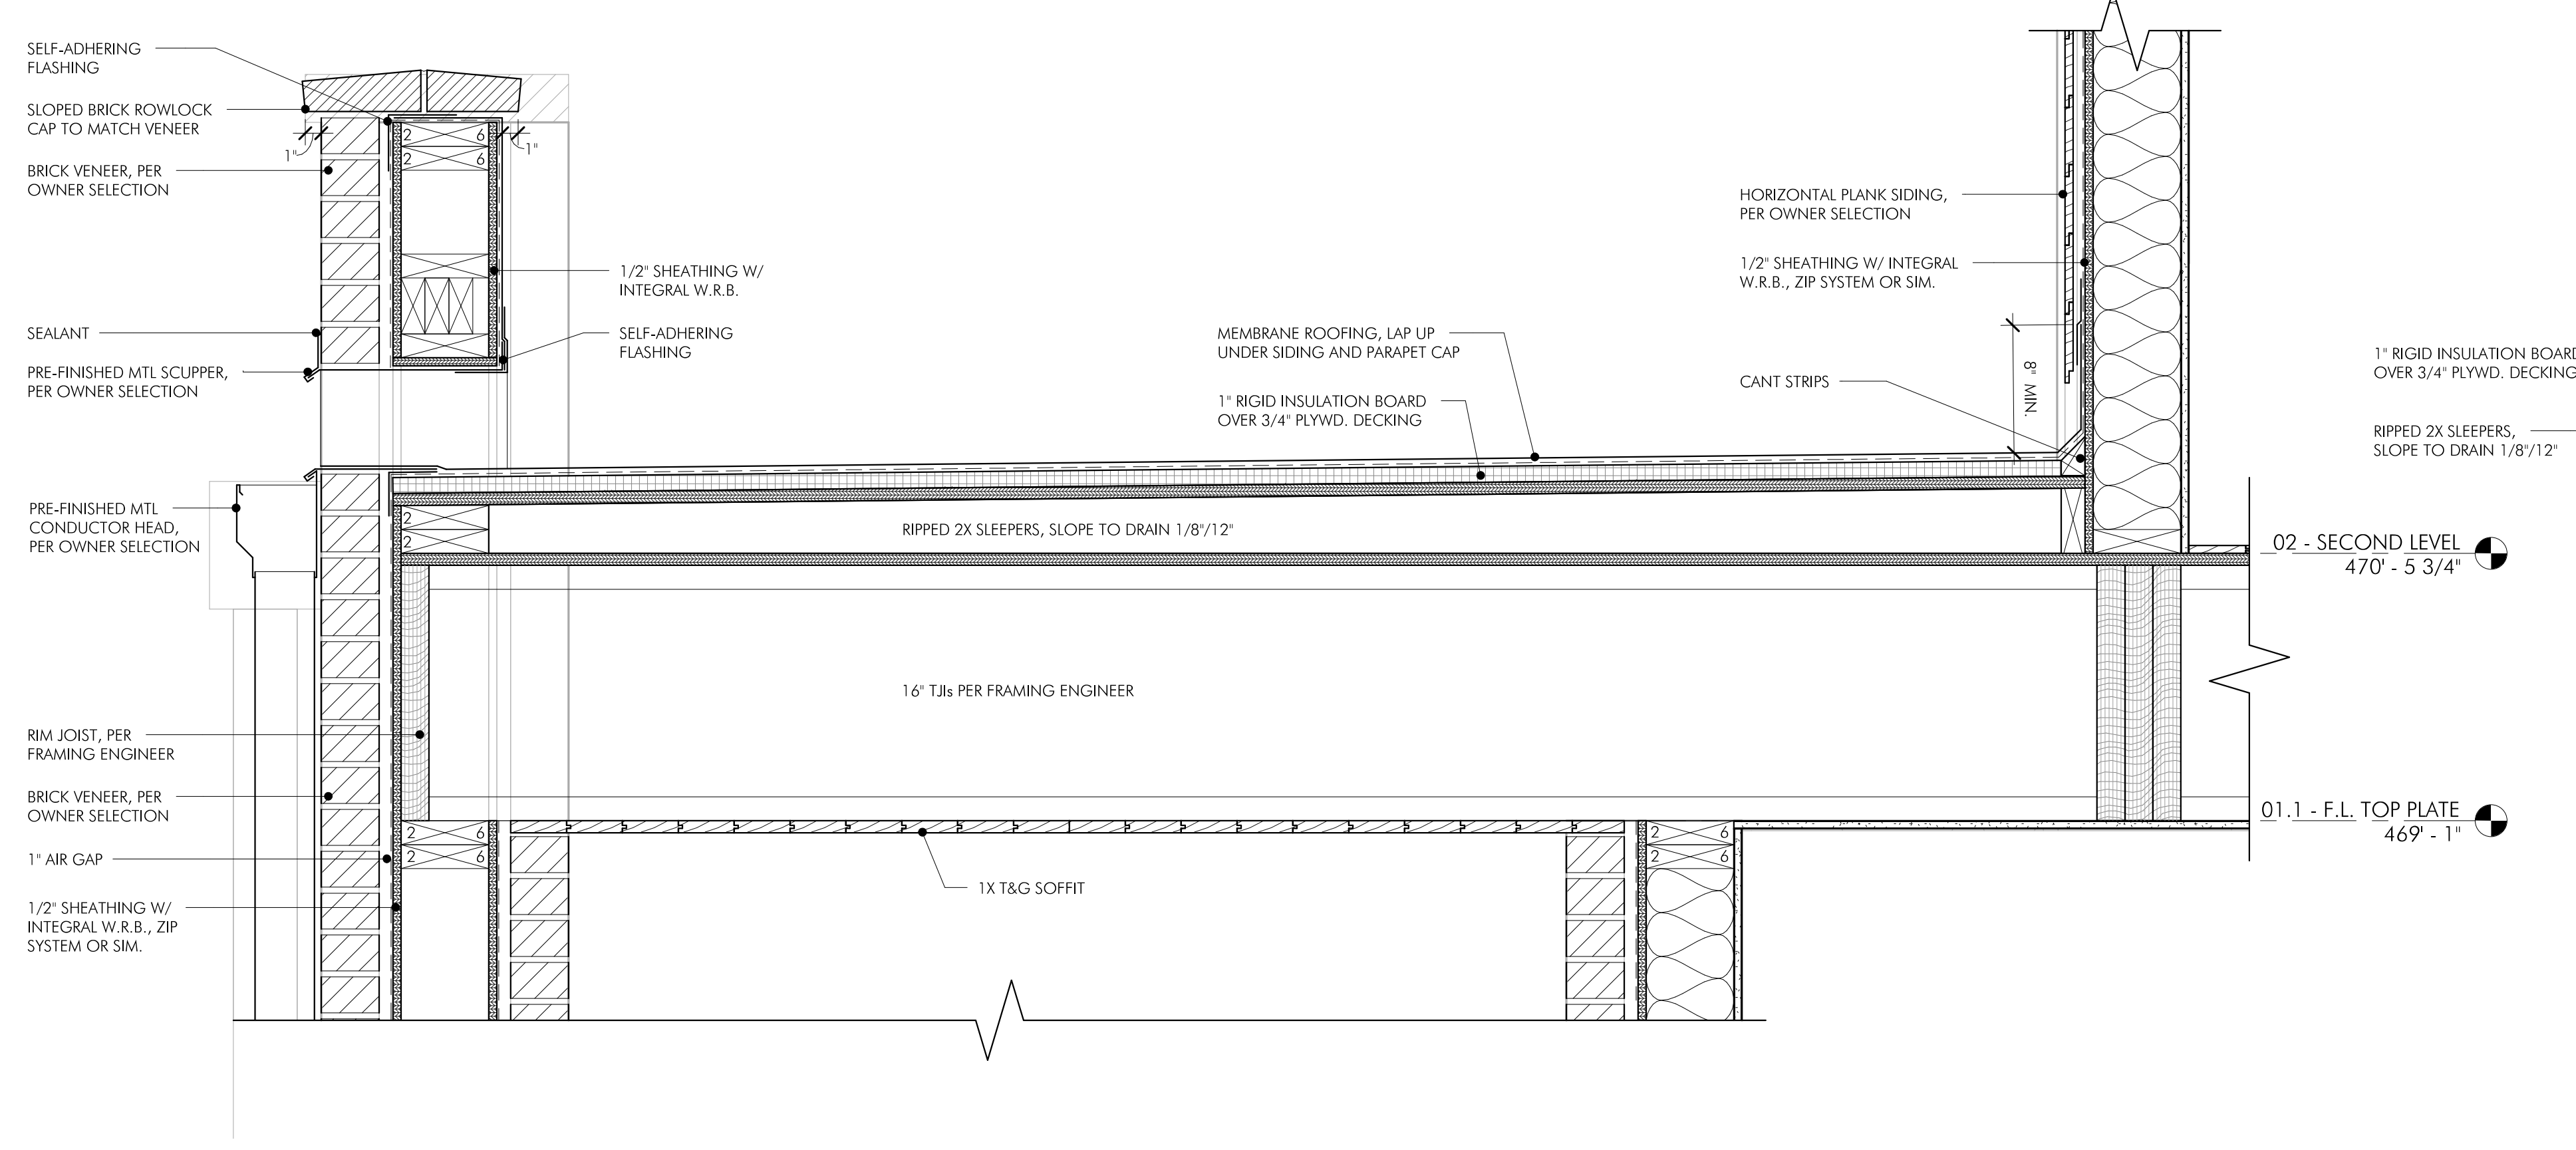 SELF-ADHERING
FLASHING
SLOPED BRICK ROWLOCK
CAP TO MATCH VENEER
1"
1"
BRICK VENEER, PER
OWNER SELECTION
SEALANT
PRE-FINISHED MTL SCUPPER,
PER OWNER SELECTION
PRE-FINISHED MTL
CONDUCTOR HEAD,
PER OWNER SELECTION
RIM JOIST, PER
FRAMING ENGINEER
BRICK VENEER, PER
OWNER SELECTION
1" AIR GAP
1/2" SHEATHING W/
INTEGRAL W.R.B., ZIP
SYSTEM OR SIM.
2 6
2 6
1/2" SHEATHING W/
INTEGRAL W.R.B.
SELF-ADHERING
FLASHING
2
2
RIPPED 2X SLEEPERS, SLOPE TO DRAIN 1/8"/12"
16" TJIs PER FRAMING ENGINEER
2 6
2 6
1X T&G SOFFIT
2 6
2 6
MEMBRANE ROOFING, LAP UP
UNDER SIDING AND PARAPET CAP
1" RIGID INSULATION BOARD
OVER 3/4" PLYWD. DECKING
HORIZONTAL PLANK SIDING,
PER OWNER SELECTION
1/2" SHEATHING W/ INTEGRAL
W.R.B., ZIP SYSTEM OR SIM.
CANT STRIPS
8" MIN.
02 - SECOND LEVEL
470' - 5 3/4"
01.1 - F.L. TOP PLATE
469' - 1"
1" RIGID INSULATION BOARD
OVER 3/4" PLYWD. DECKING
RIPPED 2X SLEEPERS,
SLOPE TO DRAIN 1/8"/12"